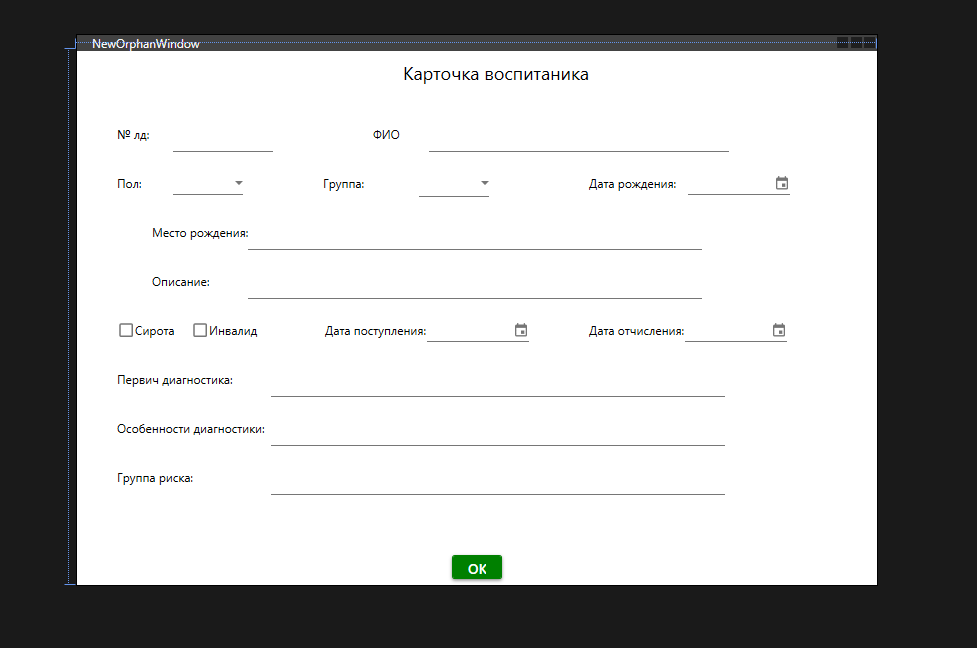 NewOrphanWindow
Карточка воспитаника
№ лд: ФИО
Пол: Группа: Дата рождения:
Место рождения:
Описание:
Сирота Инвалид Дата поступления: Дата отчисления:
Первич диагностика:
Особенности диагностики:
Группа риска:
ОК